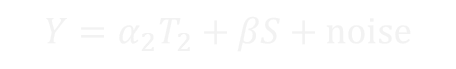 Y = α₂T₂ + βS + noise